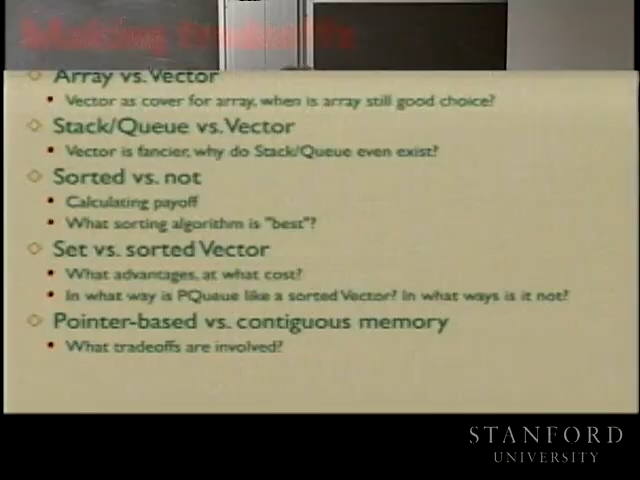 Making tradeoffs
Array vs. Vector
Vector as cover for array, when is array still good choice?
Stack/Queue vs. Vector
Vector is fancier, why do Stack/Queue even exist?
Sorted vs. not
Calculating payoff
What sorting algorithm is "best"?
Set vs. sorted Vector
What advantages, at what cost?
In what way is PQueue like a sorted Vector? In what ways is it not?
Pointer-based vs. contiguous memory
What tradeoffs are involved?
STANFORD
UNIVERSITY